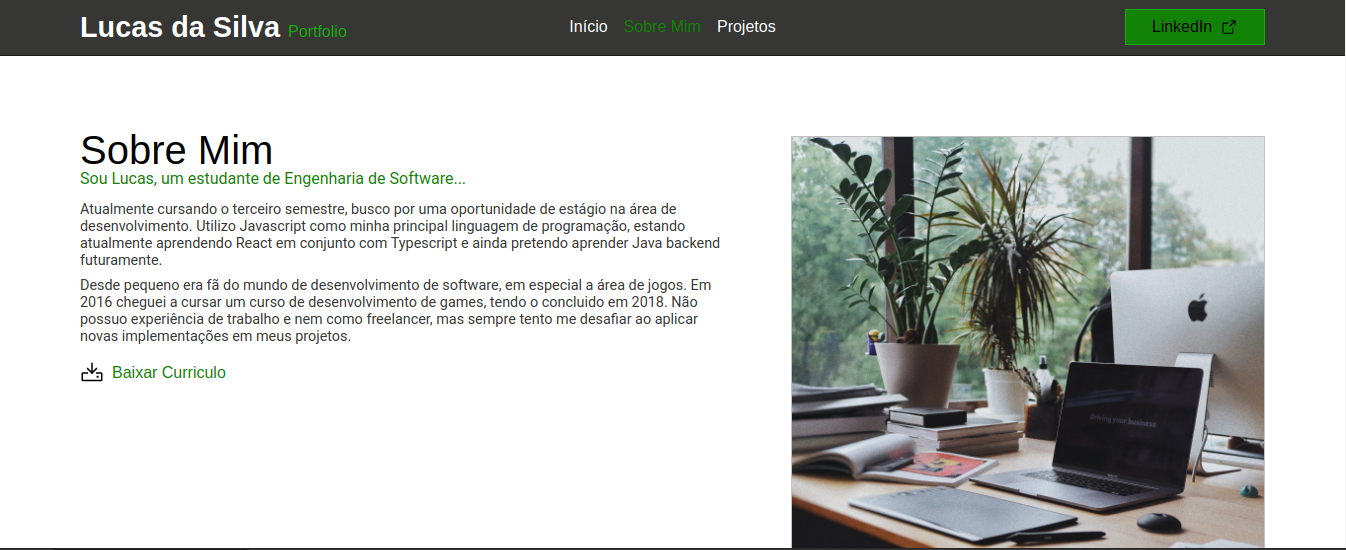 Lucas da Silva Portfolio
Início Sobre Mim Projetos
LinkedIn
Sobre Mim
Sou Lucas, um estudante de Engenharia de Software...
Atualmente cursando o terceiro semestre, busco por uma oportunidade de estágio na área de
desenvolvimento. Utilizo Javascript como minha principal linguagem de programação, estando
atualmente aprendendo React em conjunto com Typescript e ainda pretendo aprender Java backend
futuramente.
Desde pequeno era fã do mundo de desenvolvimento de software, em especial a área de jogos. Em
2016 cheguei a cursar um curso de desenvolvimento de games, tendo o concluido em 2018. Não
possuo experiência de trabalho e nem como freelancer, mas sempre tento me desafiar ao aplicar
novas implementações em meus projetos.
Baixar Curriculo
Driving your business